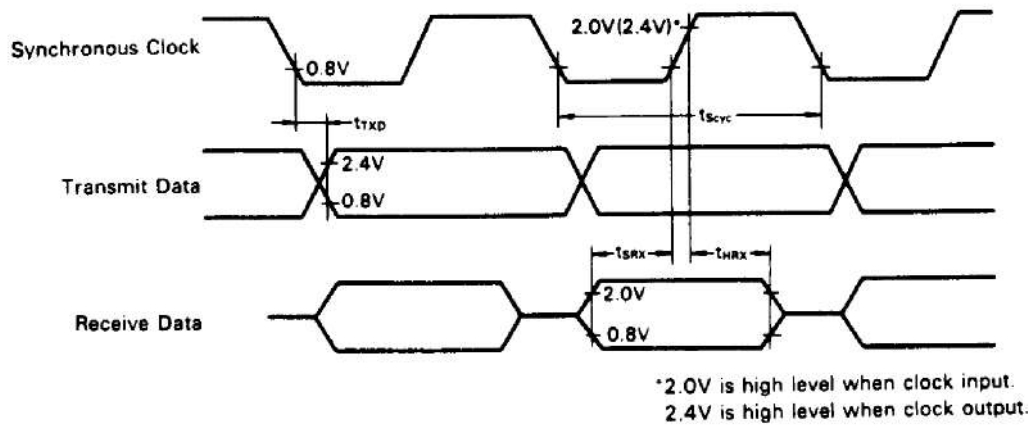 Synchronous Clock
2.0V(2.4V)*
0.8V
tTXD
tScyc
Transmit Data
2.4V
0.8V
tSRX
tHRX
Receive Data
2.0V
0.8V
*2.0V is high level when clock input.
2.4V is high level when clock output.